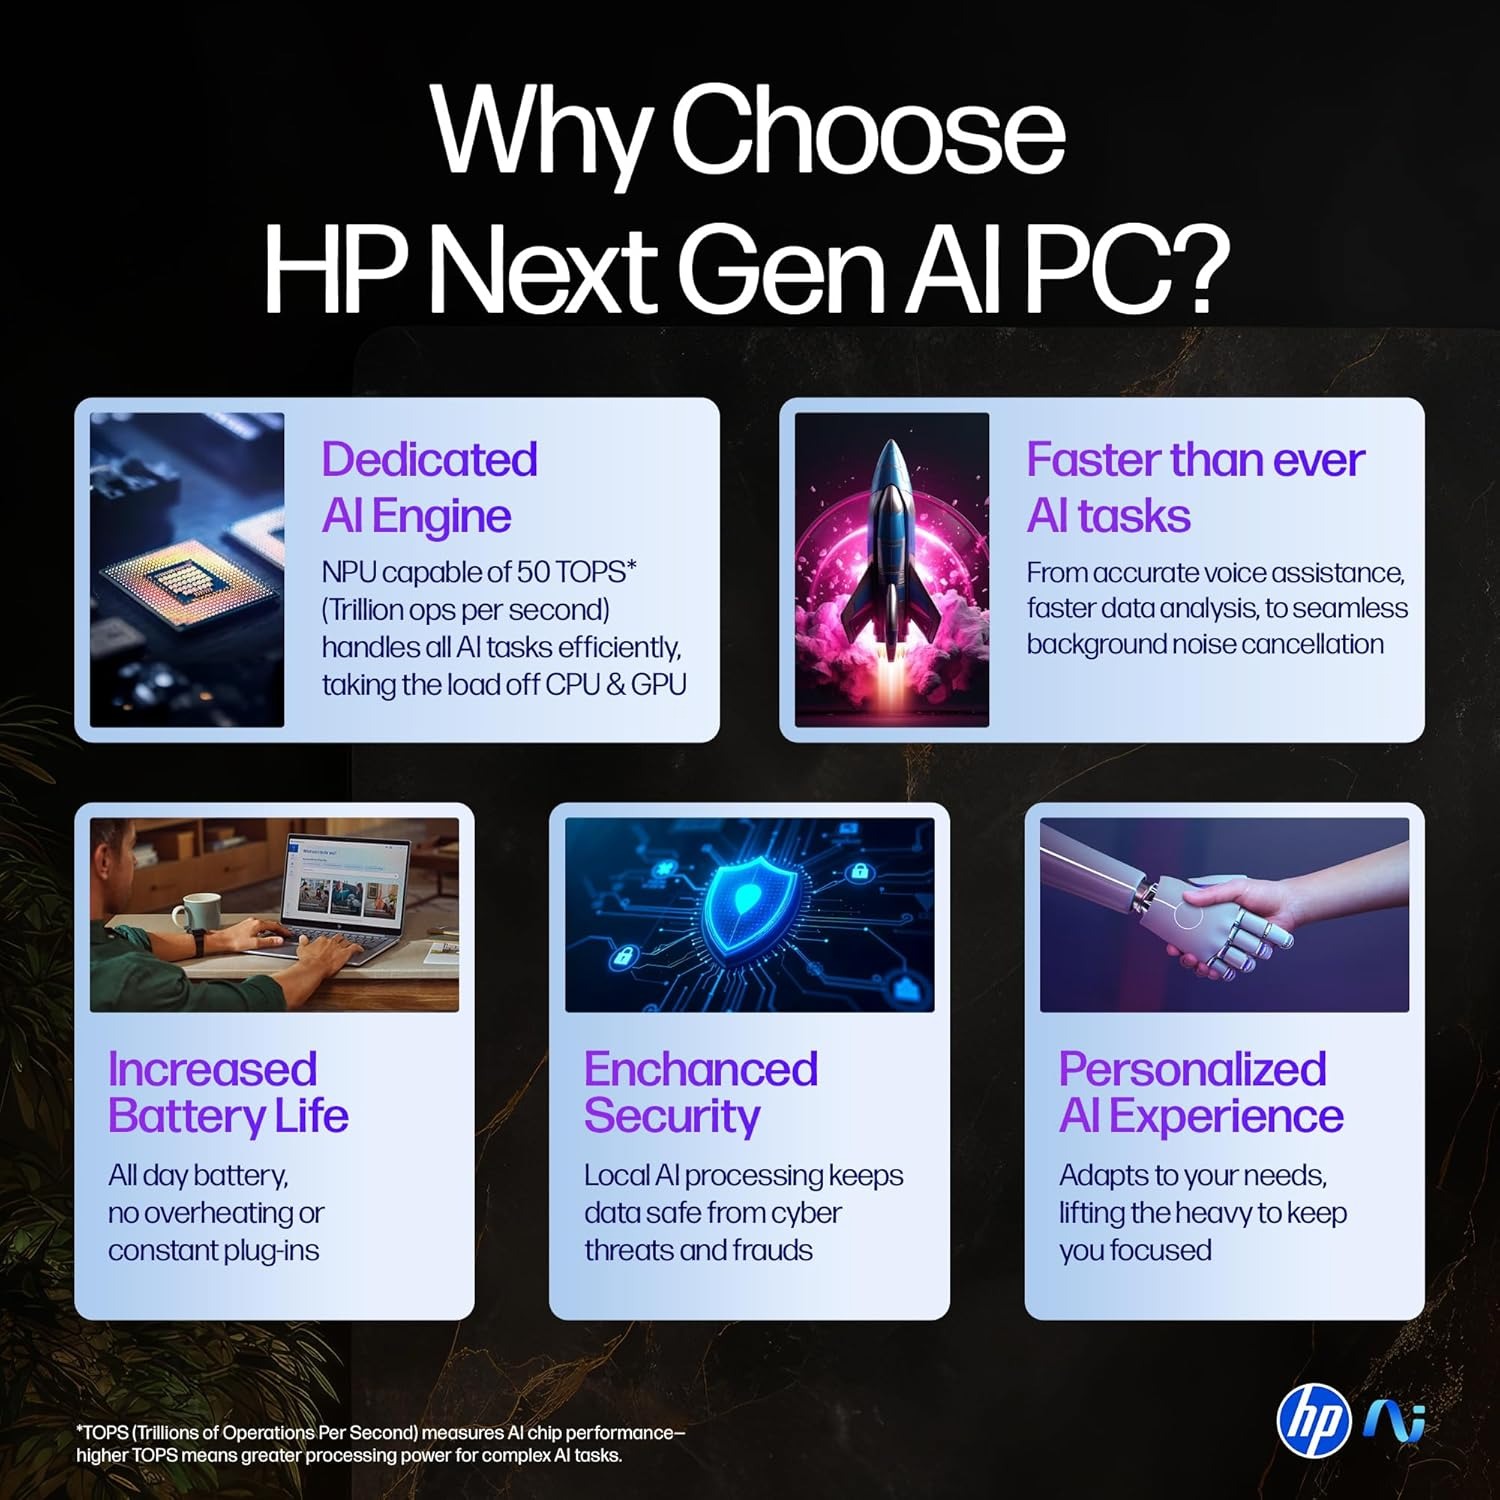 Why Choose
HP Next Gen AI PC?
Dedicated
AI Engine
NPU capable of 50 TOPS*
(Trillion ops per second)
handles all AI tasks efficiently,
taking the load off CPU & GPU
Faster than ever
AI tasks
From accurate voice assistance,
faster data analysis, to seamless
background noise cancellation
Increased
Battery Life
All day battery,
no overheating or
constant plug-ins
Enchanced
Security
Local AI processing keeps
data safe from cyber
threats and frauds
Personalized
AI Experience
Adapts to your needs,
lifting the heavy to keep
you focused
*TOPS (Trillions of Operations Per Second) measures AI chip performance—
higher TOPS means greater processing power for complex AI tasks.
hp Ai